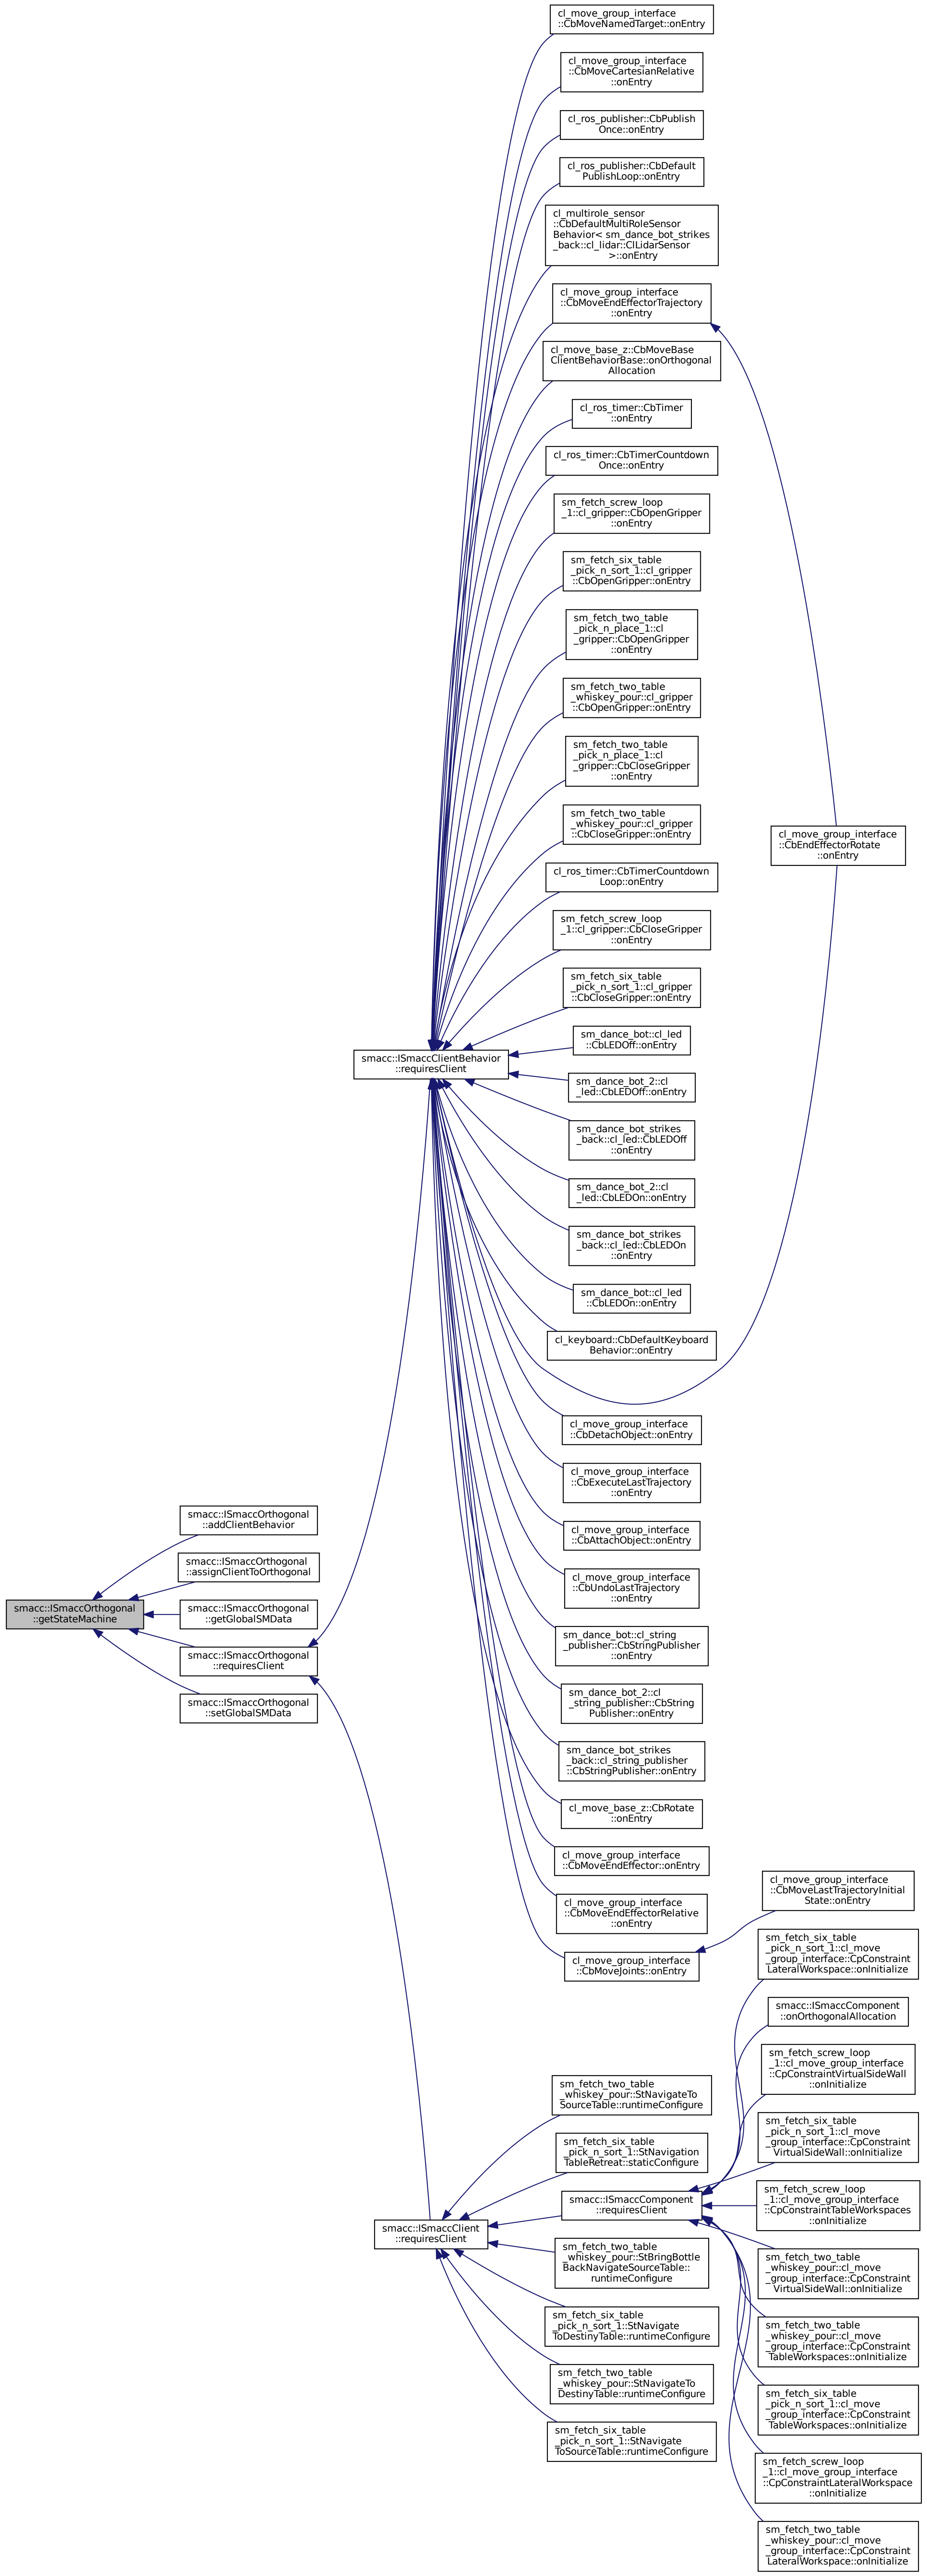 cl_move_group_interface
::CbMoveNamedTarget::onEntry
cl_move_group_interface
::CbMoveCartesianRelative
::onEntry
cl_ros_publisher::CbPublish
Once::onEntry
cl_ros_publisher::CbDefault
PublishLoop::onEntry
cl_multirole_sensor
::CbDefaultMultiRoleSensor
Behavior< sm_dance_bot_strikes
_back::cl_lidar::ClLidarSensor
>::onEntry
cl_move_group_interface
::CbMoveEndEffectorTrajectory
::onEntry
cl_move_base_z::CbMoveBase
ClientBehaviorBase::onOrthogonal
Allocation
cl_ros_timer::CbTimer
::onEntry
cl_ros_timer::CbTimerCountdown
Once::onEntry
sm_fetch_screw_loop
_1::cl_gripper::CbOpenGripper
::onEntry
sm_fetch_six_table
_pick_n_sort_1::cl_gripper
::CbOpenGripper::onEntry
sm_fetch_two_table
_pick_n_place_1::cl
_gripper::CbOpenGripper
::onEntry
sm_fetch_two_table
_whiskey_pour::cl_gripper
::CbOpenGripper::onEntry
sm_fetch_two_table
_pick_n_place_1::cl
_gripper::CbCloseGripper
::onEntry
sm_fetch_two_table
_whiskey_pour::cl_gripper
::CbCloseGripper::onEntry
cl_move_group_interface
::CbEndEffectorRotate
::onEntry
cl_ros_timer::CbTimerCountdown
Loop::onEntry
sm_fetch_screw_loop
_1::cl_gripper::CbCloseGripper
::onEntry
sm_fetch_six_table
_pick_n_sort_1::cl_gripper
::CbCloseGripper::onEntry
sm_dance_bot::cl_led
::CbLEDOff::onEntry
smacc::ISmaccClientBehavior
::requiresClient
sm_dance_bot_2::cl
_led::CbLEDOff::onEntry
sm_dance_bot_strikes
_back::cl_led::CbLEDOff
::onEntry
sm_dance_bot_2::cl
_led::CbLEDOn::onEntry
sm_dance_bot_strikes
_back::cl_led::CbLEDOn
::onEntry
sm_dance_bot::cl_led
::CbLEDOn::onEntry
cl_keyboard::CbDefaultKeyboard
Behavior::onEntry
cl_move_group_interface
::CbDetachObject::onEntry
cl_move_group_interface
::CbExecuteLastTrajectory
::onEntry
cl_move_group_interface
::CbAttachObject::onEntry
cl_move_group_interface
::CbUndoLastTrajectory
::onEntry
smacc::ISmaccOrthogonal
::addClientBehavior
smacc::ISmaccOrthogonal
::assignClientToOrthogonal
smacc::ISmaccOrthogonal
::getStateMachine
smacc::ISmaccOrthogonal
::getGlobalSMData
smacc::ISmaccOrthogonal
::requiresClient
smacc::ISmaccOrthogonal
::setGlobalSMData
sm_dance_bot::cl_string
_publisher::CbStringPublisher
::onEntry
sm_dance_bot_2::cl
_string_publisher::CbString
Publisher::onEntry
sm_dance_bot_strikes
_back::cl_string_publisher
::CbStringPublisher::onEntry
cl_move_base_z::CbRotate
::onEntry
cl_move_group_interface
::CbMoveEndEffector::onEntry
cl_move_group_interface
::CbMoveEndEffectorRelative
::onEntry
cl_move_group_interface
::CbMoveJoints::onEntry
cl_move_group_interface
::CbMoveLastTrajectoryInitial
State::onEntry
sm_fetch_six_table
_pick_n_sort_1::cl_move
_group_interface::CpConstraint
LateralWorkspace::onInitialize
smacc::ISmaccComponent
::onOrthogonalAllocation
sm_fetch_screw_loop
_1::cl_move_group_interface
::CpConstraintVirtualSideWall
::onInitialize
sm_fetch_two_table
_whiskey_pour::StNavigateTo
SourceTable::runtimeConfigure
sm_fetch_six_table
_pick_n_sort_1::cl_move
_group_interface::CpConstraint
VirtualSideWall::onInitialize
sm_fetch_six_table
_pick_n_sort_1::StNavigation
TableRetreat::staticConfigure
smacc::ISmaccComponent
::requiresClient
sm_fetch_screw_loop
_1::cl_move_group_interface
::CpConstraintTableWorkspaces
::onInitialize
smacc::ISmaccClient
::requiresClient
sm_fetch_two_table
_whiskey_pour::StBringBottle
BackNavigateSourceTable::
runtimeConfigure
sm_fetch_two_table
_whiskey_pour::cl_move
_group_interface::CpConstraint
VirtualSideWall::onInitialize
sm_fetch_six_table
_pick_n_sort_1::StNavigate
ToDestinyTable::runtimeConfigure
sm_fetch_two_table
_whiskey_pour::cl_move
_group_interface::CpConstraint
TableWorkspaces::onInitialize
sm_fetch_two_table
_whiskey_pour::StNavigateTo
DestinyTable::runtimeConfigure
sm_fetch_six_table
_pick_n_sort_1::cl_move
_group_interface::CpConstraint
TableWorkspaces::onInitialize
sm_fetch_six_table
_pick_n_sort_1::StNavigate
ToSourceTable::runtimeConfigure
sm_fetch_screw_loop
_1::cl_move_group_interface
::CpConstraintLateralWorkspace
::onInitialize
sm_fetch_two_table
_whiskey_pour::cl_move
_group_interface::CpConstraint
LateralWorkspace::onInitialize